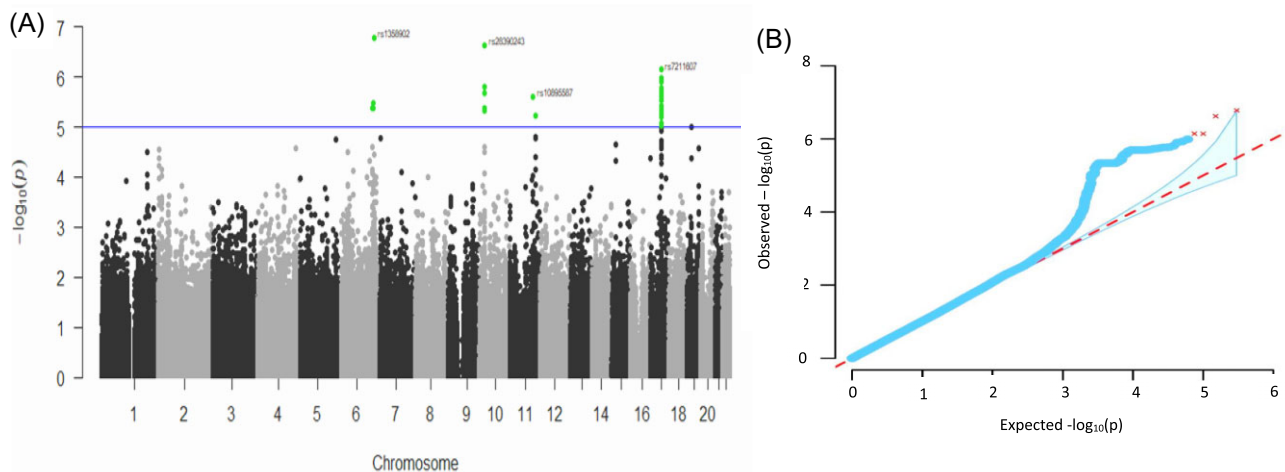 (A)
7
6
5
4
3
2
1
0
−log₁₀(p)
rs1358902
rs28390243
rs10895587
rs7211607
1 2 3 4 5 6 7 8 9 10 11 12 14 16 18 20
Chromosome
(B)
8
6
4
2
0
Observed – log₁₀(p)
0 1 2 3 4 5 6
Expected -log₁₀(p)